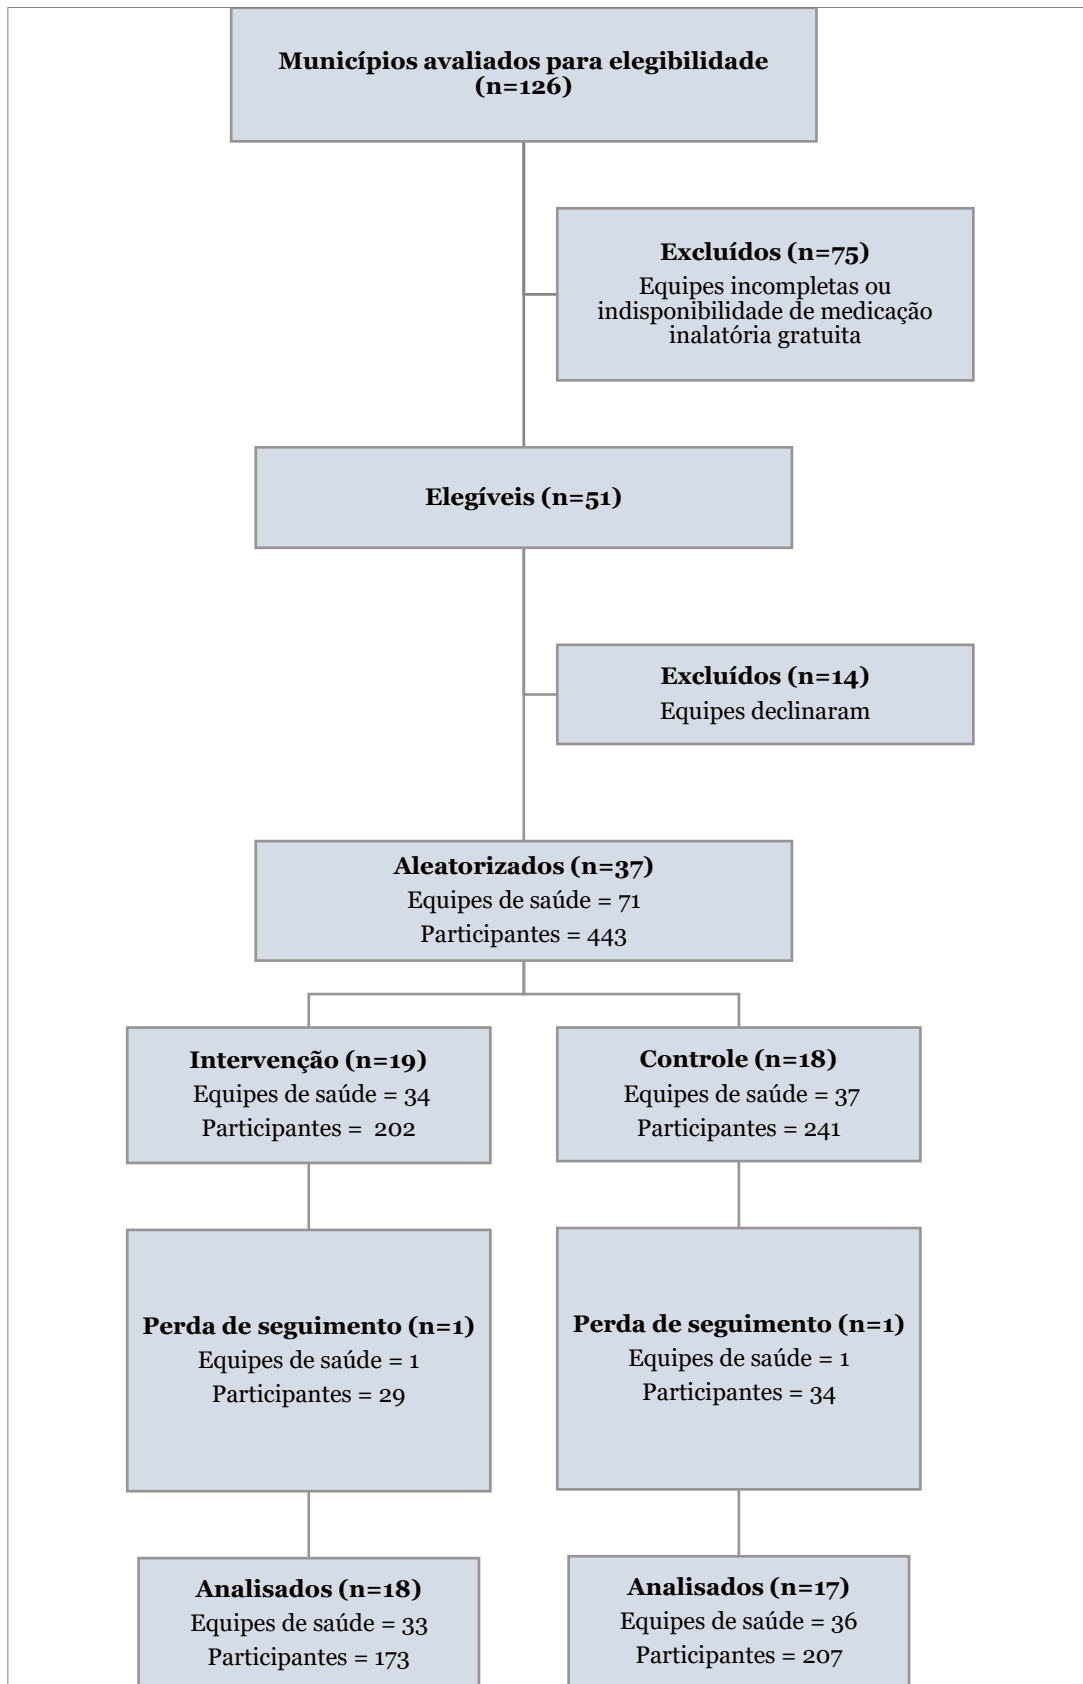 Municípios avaliados para elegibilidade
(n=126)
Excluídos (n=75)
Equipes incompletas ou
indisponibilidade de medicação
inalatória gratuita
Elegíveis (n=51)
Excluídos (n=14)
Equipes declinaram
Aleatorizados (n=37)
Equipes de saúde = 71
Participantes = 443
Intervenção (n=19)
Equipes de saúde = 34
Participantes =  202
Controle (n=18)
Equipes de saúde = 37
Participantes = 241
Perda de seguimento (n=1)
Equipes de saúde = 1
Participantes = 29
Perda de seguimento (n=1)
Equipes de saúde = 1
Participantes = 34
Analisados (n=18)
Equipes de saúde = 33
Participantes = 173
Analisados (n=17)
Equipes de saúde = 36
Participantes = 207